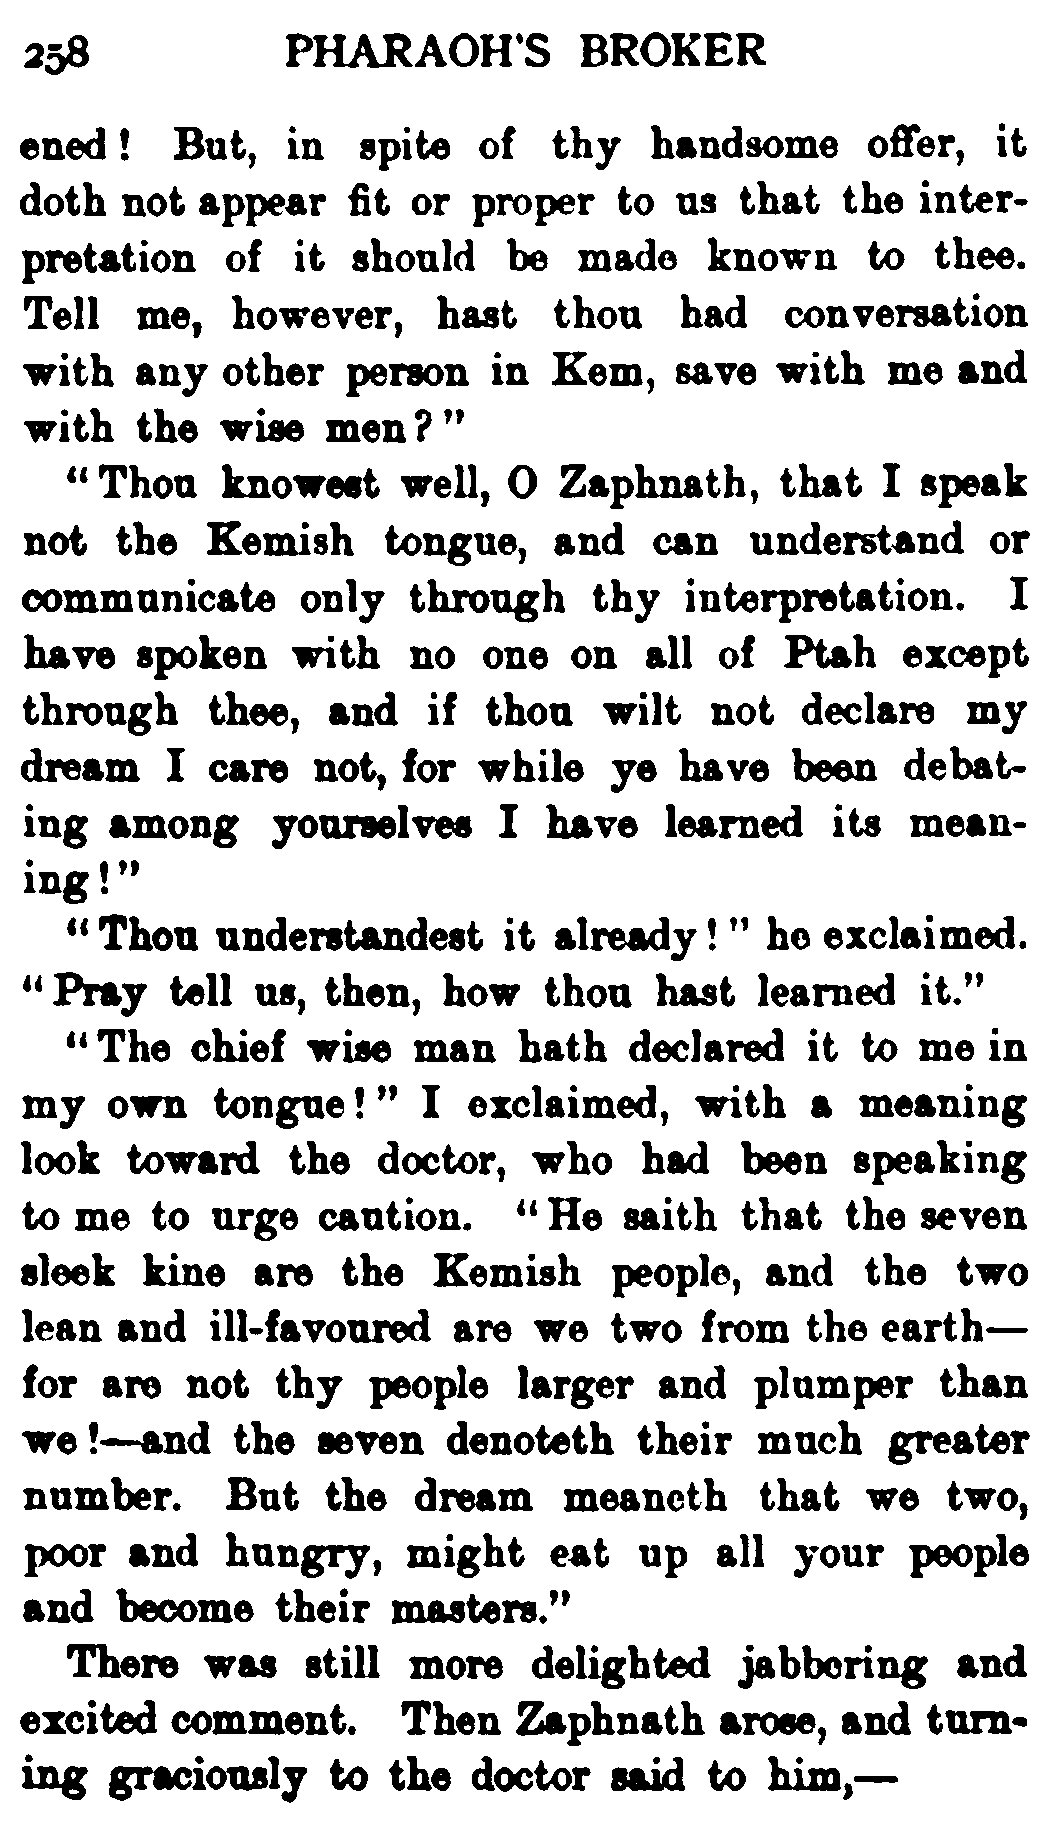 258 PHARAOH'S BROKER
ened! But, in spite of thy handsome offer, it
doth not appear fit or proper to us that the inter-
pretation of it should be made known to thee.
Tell me, however, hast thou had conversation
with any other person in Kem, save with me and
with the wise men?"
"Thou knowest well, O Zaphnath, that I speak
not the Kemish tongue, and can understand or
communicate only through thy interpretation. I
have spoken with no one on all of Ptah except
through thee, and if thou wilt not declare my
dream I care not, for while ye have been debat-
ing among yourselves I have learned its mean-
ing!"
"Thou understandest it already!" he exclaimed.
"Pray tell us, then, how thou hast learned it."
"The chief wise man hath declared it to me in
my own tongue!" I exclaimed, with a meaning
look toward the doctor, who had been speaking
to me to urge caution. "He saith that the seven
sleek kine are the Kemish people, and the two
lean and ill-favoured are we two from the earth—
for are not thy people larger and plumper than
we!—and the seven denoteth their much greater
number. But the dream meaneth that we two,
poor and hungry, might eat up all your people
and become their masters."
There was still more delighted jabbering and
excited comment. Then Zaphnath arose, and turn-
ing graciously to the doctor said to him,—